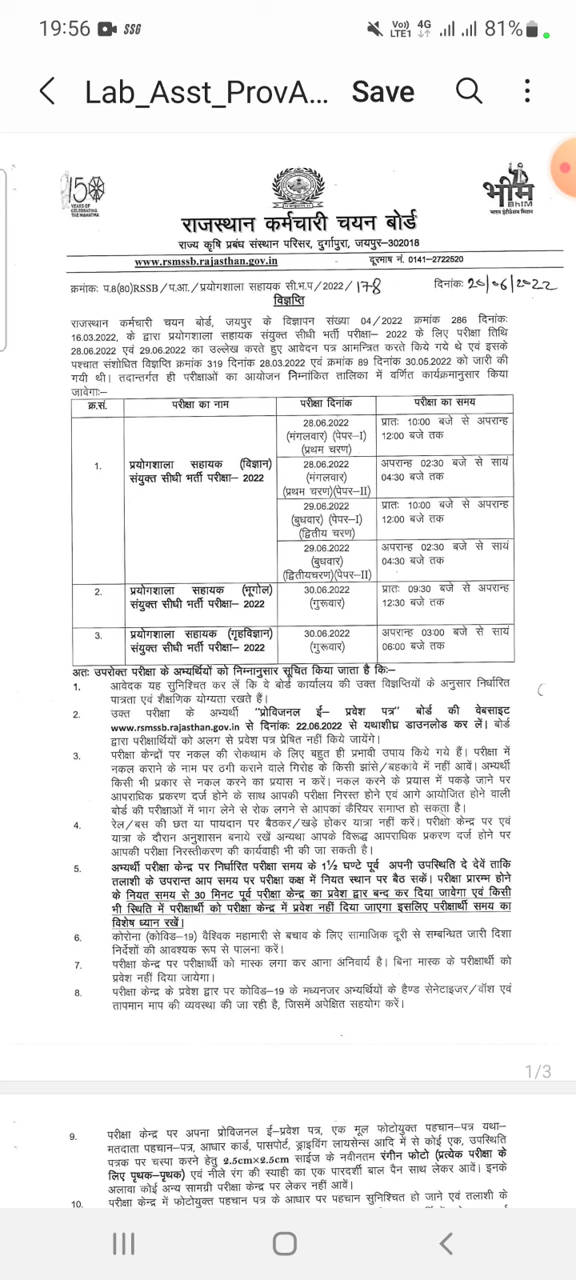 19:56 SSG Vo)) LTE1 4G 81%
Lab_Asst_ProvA... Save
150
YEARS OF
CELEBRATING
THE MAHATMA
भीम
BHIM
राजस्थान कर्मचारी चयन बोर्ड
राज्य कृषि प्रबंध संस्थान परिसर, दुर्गापुरा, जयपुर–302018
www.rsmssb.rajasthan.gov.in दूरभाष नं. 0141-2722520
क्रमांक: प.8(80)RSSB/प.आ./प्रयोगशाला सहायक सी.भ.प/2022/178 दिनांक: 20/06/2022
विज्ञप्ति
राजस्थान कर्मचारी चयन बोर्ड, जयपुर के विज्ञापन संख्या 04/2022 क्रमांक 286 दिनांक:
16.03.2022, के द्वारा प्रयोगशाला सहायक संयुक्त सीधी भर्ती परीक्षा– 2022 के लिए परीक्षा तिथि
28.06.2022 एवं 29.06.2022 का उल्लेख करते हुए आवेदन पत्र आमन्त्रित करते किये गये थे एवं इसके
पश्चात संशोधित विज्ञप्ति क्रमांक 319 दिनांक 28.03.2022 एवं क्रमांक 89 दिनांक 30.05.2022 को जारी की
गयी थी। तदान्तर्गत ही परीक्षाओं का आयोजन निम्नांकित तालिका में वर्णित कार्यक्रमानुसार किया
जावेगाः–
क्र.सं. परीक्षा का नाम परीक्षा दिनांक परीक्षा का समय
1. प्रयोगशाला सहायक (विज्ञान)
संयुक्त सीधी भर्ती परीक्षा– 2022
28.06.2022 प्रातः 10:00 बजे से अपरान्ह
(मंगलवार) (पेपर–I) 12:00 बजे तक
(प्रथम चरण)
28.06.2022 अपरान्ह 02:30 बजे से सायं
(मंगलवार) 04:30 बजे तक
(प्रथम चरण)(पेपर–II)
29.06.2022 प्रातः 10:00 बजे से अपरान्ह
(बुधवार) (पेपर–I) 12:00 बजे तक
(द्वितीय चरण)
29.06.2022 अपरान्ह 02:30 बजे से सायं
(बुधवार) 04:30 बजे तक
(द्वितीयचरण)(पेपर–II)
2. प्रयोगशाला सहायक (भूगोल) 30.06.2022 प्रातः 09:30 बजे से अपरान्ह
संयुक्त सीधी भर्ती परीक्षा– 2022 (गुरूवार) 12:30 बजे तक
3. प्रयोगशाला सहायक (गृहविज्ञान) 30.06.2022 अपरान्ह 03:00 बजे से सायं
संयुक्त सीधी भर्ती परीक्षा– 2022 (गुरूवार) 06:00 बजे तक
अतः उपरोक्त परीक्षा के अभ्यर्थियों को निम्नानुसार सूचित किया जाता है किः–
1. आवेदक यह सुनिश्चित कर लें कि वे बोर्ड कार्यालय की उक्त विज्ञप्तियों के अनुसार निर्धारित
पात्रता एवं शैक्षणिक योग्यता रखते हैं।
2. उक्त परीक्षा के अभ्यर्थी "प्रोविजनल ई– प्रवेश पत्र" बोर्ड की वेबसाइट
www.rsmssb.rajasthan.gov.in से दिनांक: 22.06.2022 से यथाशीघ्र डाउनलोड कर लें। बोर्ड
द्वारा परीक्षार्थियों को अलग से प्रवेश पत्र प्रेषित नहीं किये जायेंगे।
3. परीक्षा केन्द्रों पर नकल की रोकथाम के लिए बहुत ही प्रभावी उपाय किये गये हैं। परीक्षा में
नकल कराने के नाम पर ठगी कराने वाले गिरोह के किसी झांसे/बहकावे में नहीं आवें। अभ्यर्थी
किसी भी प्रकार से नकल करने का प्रयास न करें। नकल करने के प्रयास में पकड़े जाने पर
आपराधिक प्रकरण दर्ज होने के साथ आपकी परीक्षा निरस्त होने एवं आगे आयोजित होने वाली
बोर्ड की परीक्षाओं में भाग लेने से रोक लगने से आपका कैरियर समाप्त हो सकता है।
4. रेल/बस की छत या पायदान पर बैठकर/खड़े होकर यात्रा नहीं करें। परीक्षा केन्द्र पर एवं
यात्रा के दौरान अनुशासन बनाये रखें अन्यथा आपके विरूद्ध आपराधिक प्रकरण दर्ज होने पर
आपकी परीक्षा निरस्तीकरण की कार्यवाही भी की जा सकती है।
5. अभ्यर्थी परीक्षा केन्द्र पर निर्धारित परीक्षा समय के 1½ घण्टे पूर्व अपनी उपस्थिति दे देवें ताकि
तलाशी के उपरान्त आप समय पर परीक्षा कक्ष में नियत स्थान पर बैठ सकें। परीक्षा प्रारम्भ होने
के नियत समय से 30 मिनट पूर्व परीक्षा केन्द्र का प्रवेश द्वार बन्द कर दिया जावेगा एवं किसी
भी स्थिति में परीक्षार्थी को परीक्षा केन्द्र में प्रवेश नहीं दिया जाएगा इसलिए परीक्षार्थी समय का
विशेष ध्यान रखें।
6. कोरोना (कोविड–19) वैश्विक महामारी से बचाव के लिए सामाजिक दूरी से सम्बन्धित जारी दिशा
निर्देशों की आवश्यक रूप से पालना करें।
7. परीक्षा केन्द्र पर परीक्षार्थी को मास्क लगा कर आना अनिवार्य है। बिना मास्क के परीक्षार्थी को
प्रवेश नहीं दिया जायेगा।
8. परीक्षा केन्द्र के प्रवेश द्वार पर कोविड–19 के मध्यनजर अभ्यर्थियों के हैण्ड सेनेटाइजर/वॉश एवं
तापमान माप की व्यवस्था की जा रही है, जिसमें अपेक्षित सहयोग करें।
1/3
9. परीक्षा केन्द्र पर अपना प्रोविजनल ई–प्रवेश पत्र, एक मूल फोटोयुक्त पहचान–पत्र यथा–
मतदाता पहचान–पत्र, आधार कार्ड, पासपोर्ट, ड्राइविंग लायसेन्स आदि में से कोई एक, उपस्थिति
पत्रक पर चस्पा करने हेतु 2.5cm×2.5cm साईज के नवीनतम रंगीन फोटो (प्रत्येक परीक्षा के
लिए पृथक–पृथक) एवं नीले रंग की स्याही का एक पारदर्शी बाल पैन साथ लेकर आवें। इनके
अलावा कोई अन्य सामग्री परीक्षा केन्द्र पर लेकर नहीं आवें।
10. परीक्षा केन्द्र में फोटोयुक्त पहचान पत्र के आधार पर पहचान सुनिश्चित हो जाने एवं तलाशी के